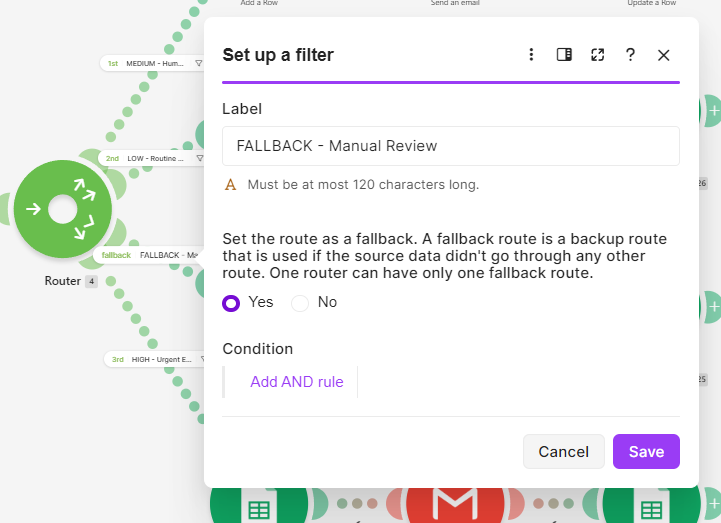 Add a Row
Send an email
Update a Row
Set up a filter
Label
FALLBACK - Manual Review
A Must be at most 120 characters long.
Set the route as a fallback. A fallback route is a backup route
that is used if the source data didn't go through any other
route. One router can have only one fallback route.
Yes No
Condition
Add AND rule
Cancel Save
1st MEDIUM - Hum...
2nd LOW - Routine ...
fallback FALLBACK - Ma
Router 4
3rd HIGH - Urgent E...
26